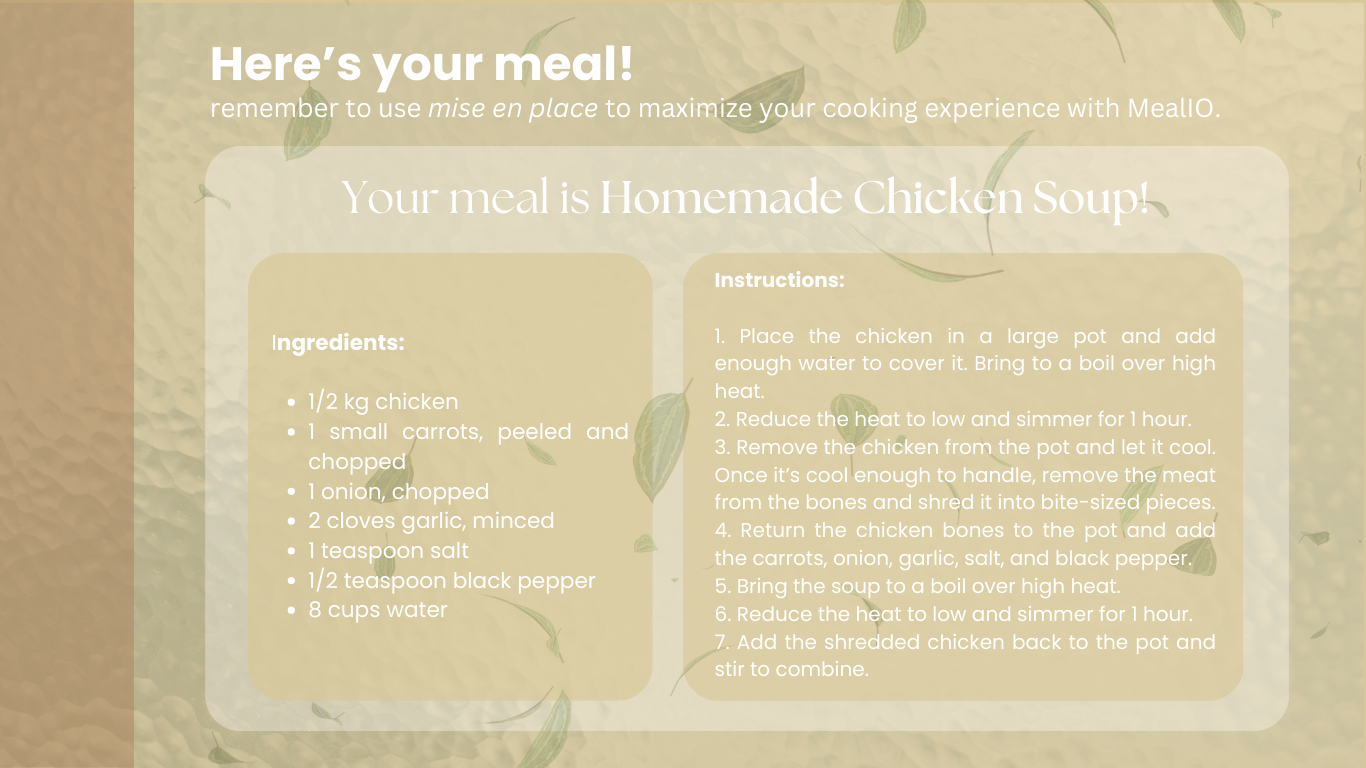 Here’s your meal!
remember to use mise en place to maximize your cooking experience with MealIO.
Your meal is Homemade Chicken Soup!
Ingredients:
• 1/2 kg chicken
• 1 small carrots, peeled and
chopped
• 1 onion, chopped
• 2 cloves garlic, minced
• 1 teaspoon salt
• 1/2 teaspoon black pepper
• 8 cups water
Instructions:
1. Place the chicken in a large pot and add
enough water to cover it. Bring to a boil over high
heat.
2. Reduce the heat to low and simmer for 1 hour.
3. Remove the chicken from the pot and let it cool.
Once it’s cool enough to handle, remove the meat
from the bones and shred it into bite-sized pieces.
4. Return the chicken bones to the pot and add
the carrots, onion, garlic, salt, and black pepper.
5. Bring the soup to a boil over high heat.
6. Reduce the heat to low and simmer for 1 hour.
7. Add the shredded chicken back to the pot and
stir to combine.